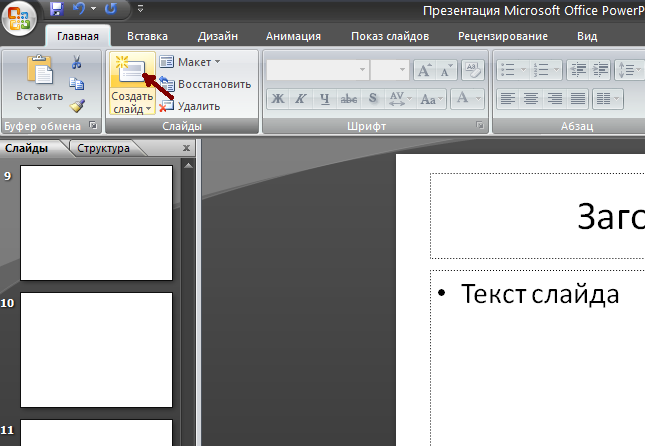 Презентация Microsoft Office PowerP
Главная Вставка Дизайн Анимация Показ слайдов Рецензирование Вид
Вставить
Создать слайд
Макет
Восстановить
Удалить
Ж К Ч abc S AV Aa А
Буфер обмена Слайды Шрифт Абзац
Слайды Структура x
9
Заго
• Текст слайда
10
11